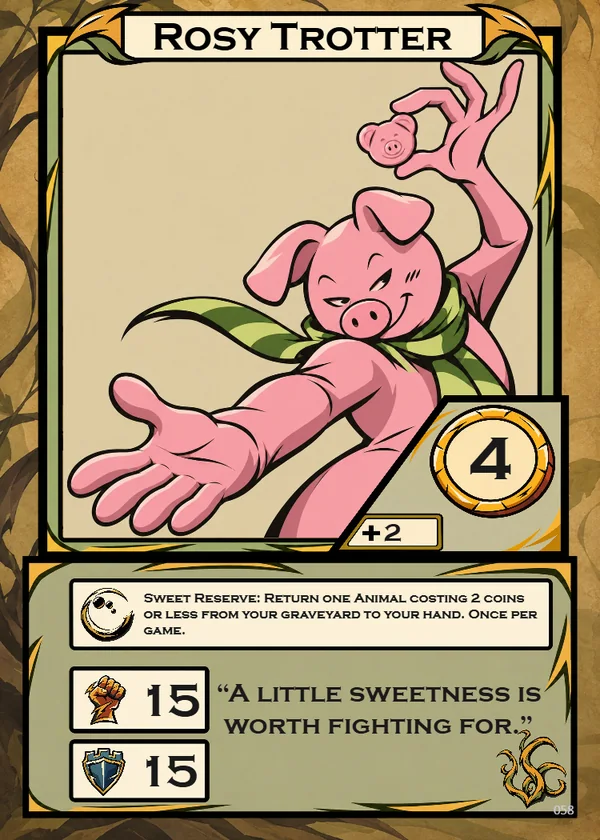 Rosy Trotter
4
+2
Sweet Reserve: Return one Animal costing 2 coins
or less from your graveyard to your hand. Once per
game.
15
15
“A little sweetness is
worth fighting for.”
058